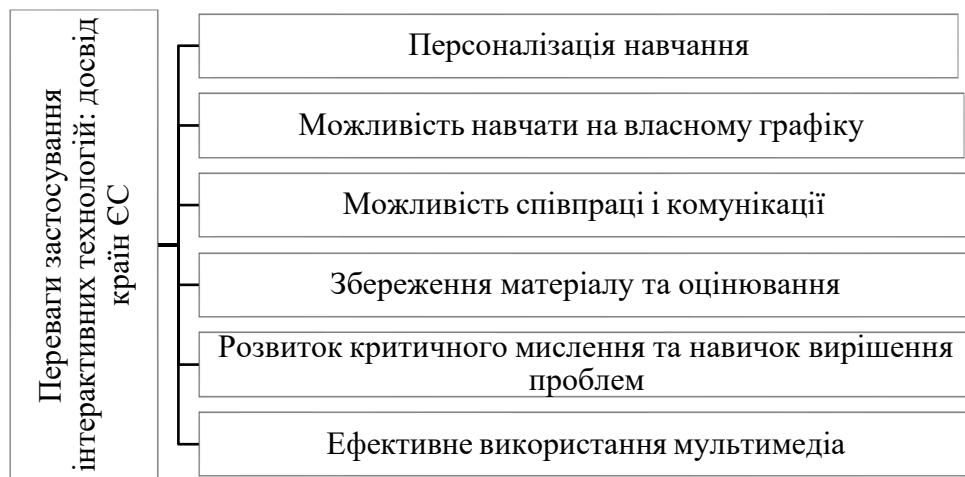 Переваги застосування
інтерактивних технологій: досвід
країн ЄС
Персоналізація навчання
Можливість навчати на власному графіку
Можливість співпраці і комунікації
Збереження матеріалу та оцінювання
Розвиток критичного мислення та навичок вирішення
проблем
Ефективне використання мультимедіа